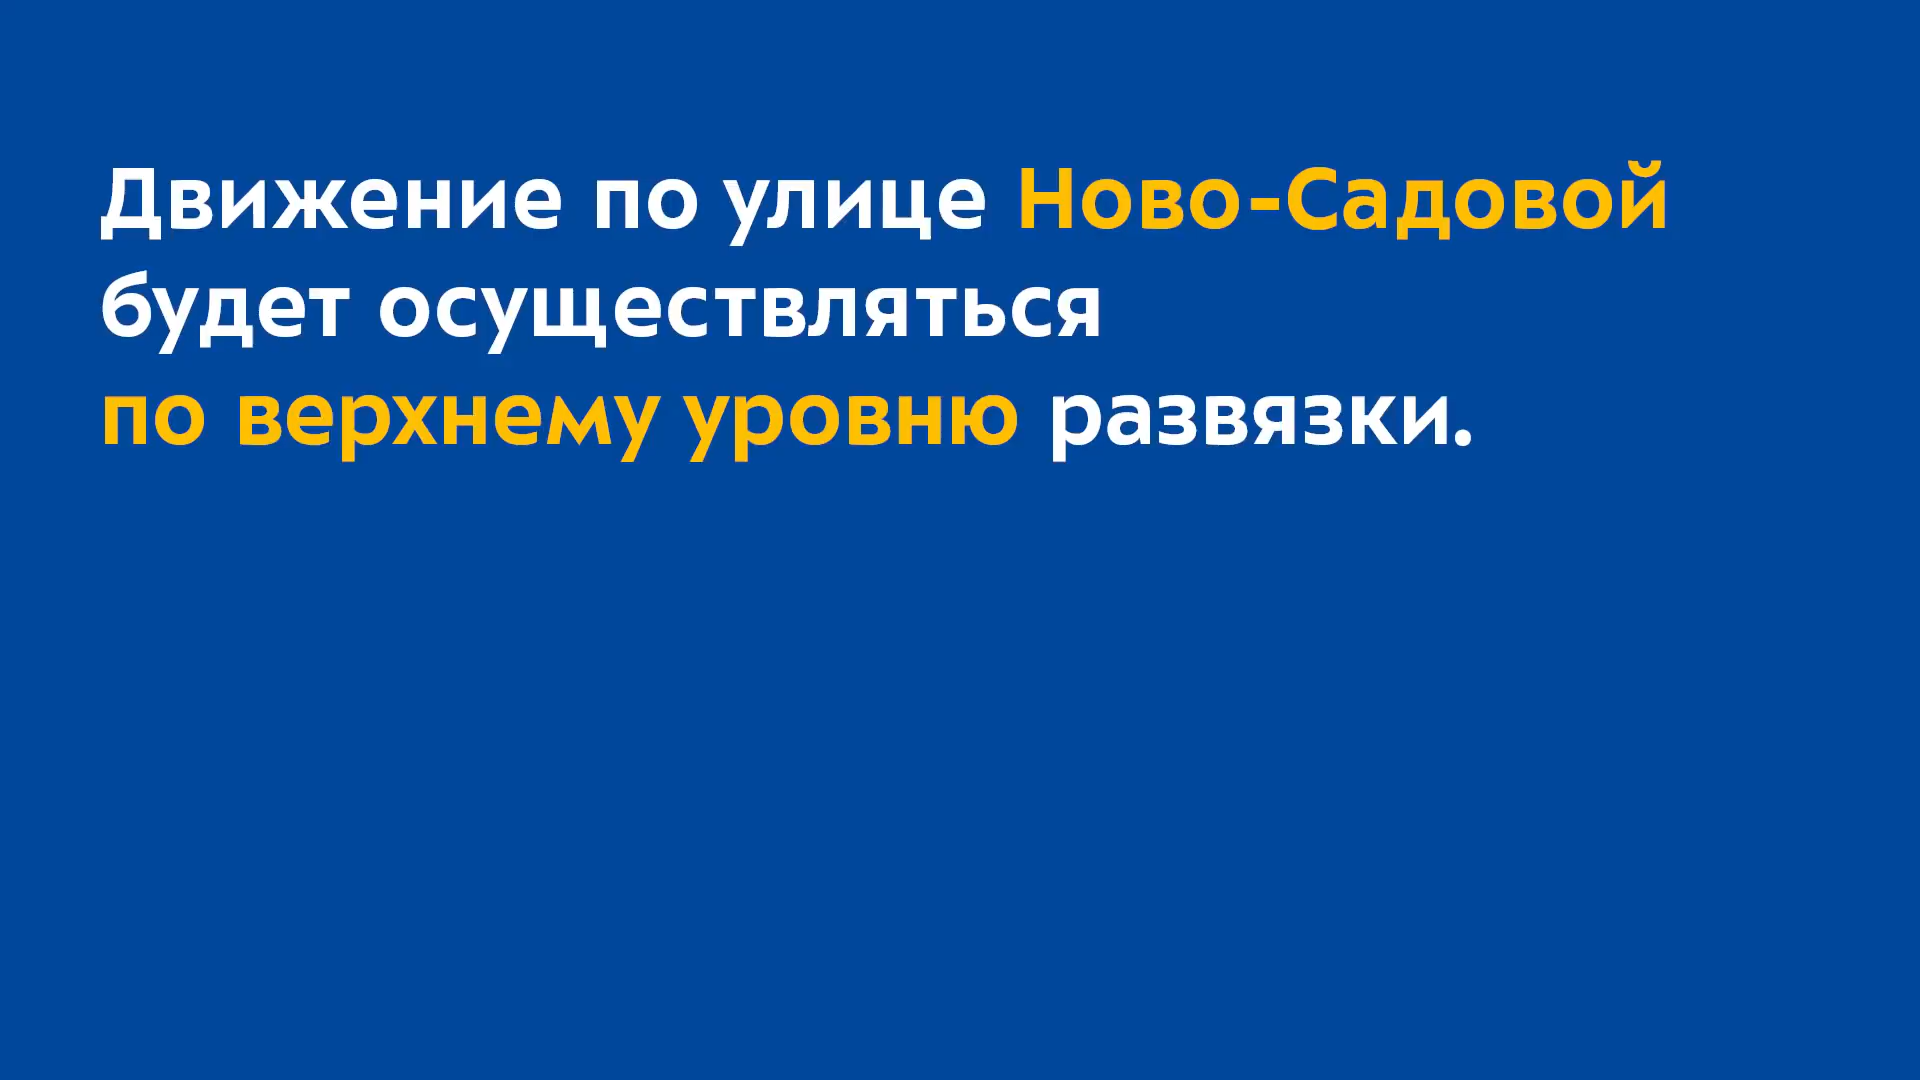 Движение по улице Ново-Садовой
будет осуществляться
по верхнему уровню развязки.